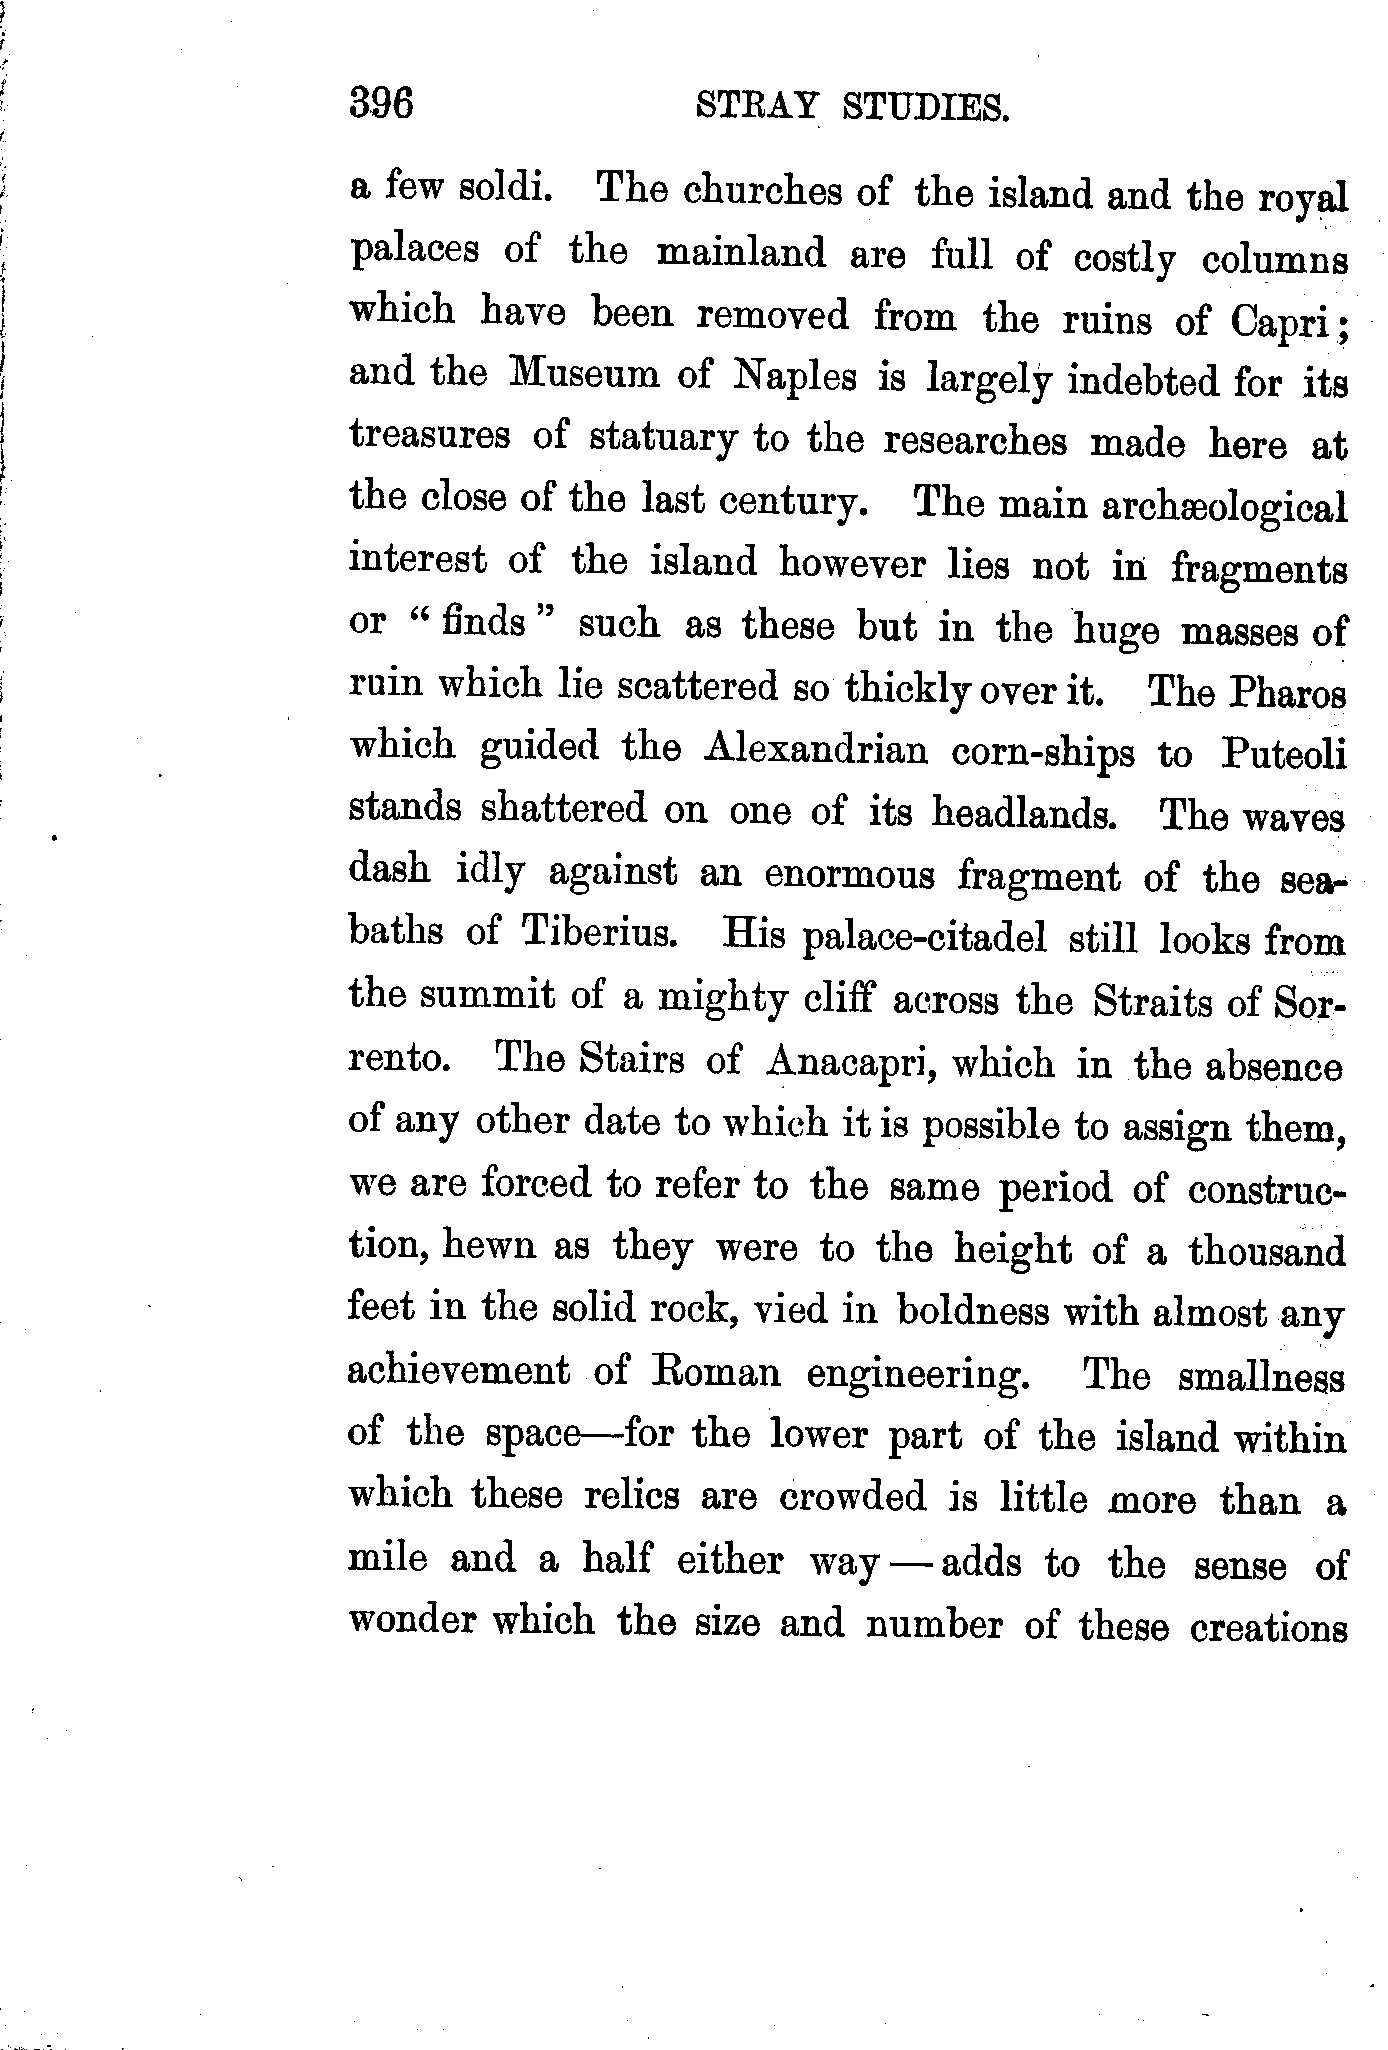 396 STRAY STUDIES.
a few soldi. The churches of the island and the royal
palaces of the mainland are full of costly columns
which have been removed from the ruins of Capri;
and the Museum of Naples is largely indebted for its
treasures of statuary to the researches made here at
the close of the last century. The main archæological
interest of the island however lies not in fragments
or “ finds ” such as these but in the huge masses of
ruin which lie scattered so thickly over it. The Pharos
which guided the Alexandrian corn-ships to Puteoli
stands shattered on one of its headlands. The waves
dash idly against an enormous fragment of the sea-
baths of Tiberius. His palace-citadel still looks from
the summit of a mighty cliff across the Straits of Sor-
rento. The Stairs of Anacapri, which in the absence
of any other date to which it is possible to assign them,
we are forced to refer to the same period of construc-
tion, hewn as they were to the height of a thousand
feet in the solid rock, vied in boldness with almost any
achievement of Roman engineering. The smallness
of the space—for the lower part of the island within
which these relics are crowded is little more than a
mile and a half either way — adds to the sense of
wonder which the size and number of these creations